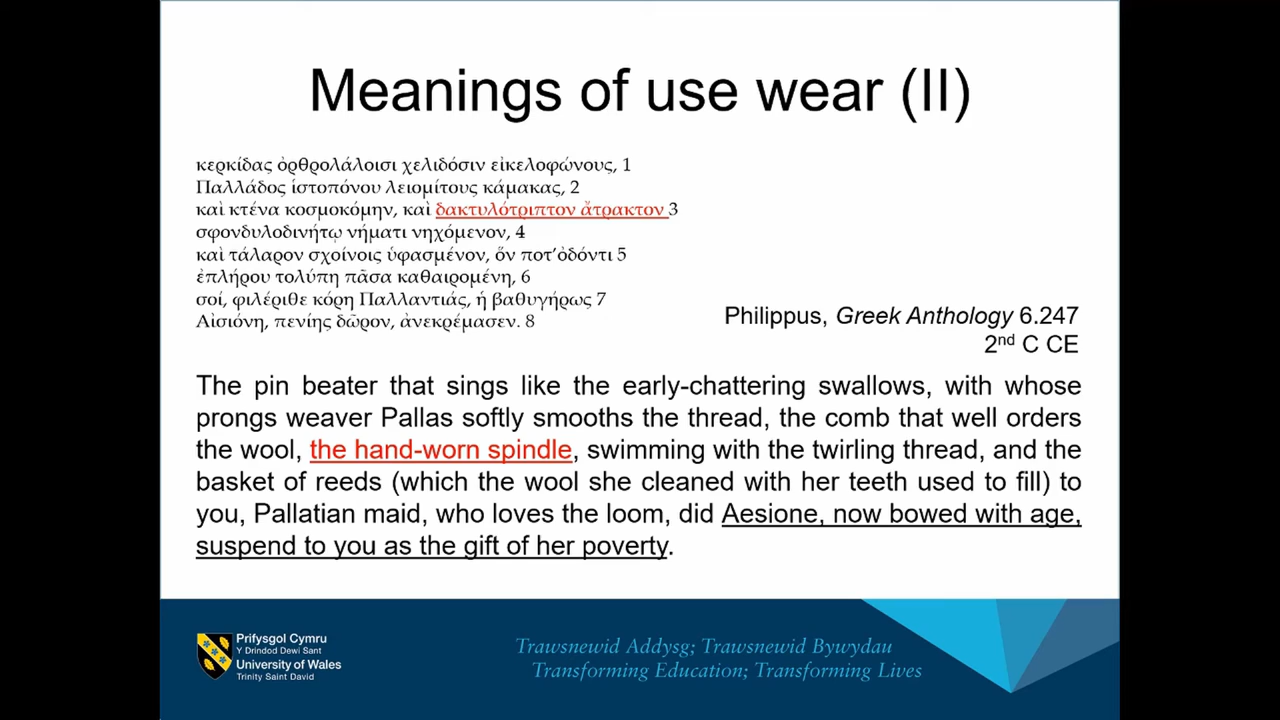 Meanings of use wear (II)
κερκίδας ὀρθρολάλοισι χελιδόσιν εἰκελοφώνους, 1
Παλλάδος ἱστοπόνου λειομίτους κάμακας, 2
καὶ κτένα κοσμοκόμην, καὶ δακτυλότριπτον ἄτρακτον 3
σφονδυλοδινήτῳ νήματι νηχόμενον, 4
καὶ τάλαρον σχοίνοις ὑφασμένον, ὅν ποτ’ὀδόντι 5
ἐπλήρου τολύπη πᾶσα καθαιρομένη, 6
σοί, φιλέριθε κόρη Παλλαντιάς, ἡ βαθυγήρως 7
Αἰσιόνη, πενίης δῶρον, ἀνεκρέμασεν. 8
Philippus, Greek Anthology 6.247
2nd C CE
The pin beater that sings like the early-chattering swallows, with whose
prongs weaver Pallas softly smooths the thread, the comb that well orders
the wool, the hand-worn spindle, swimming with the twirling thread, and the
basket of reeds (which the wool she cleaned with her teeth used to fill) to
you, Pallatian maid, who loves the loom, did Aesione, now bowed with age,
suspend to you as the gift of her poverty.
Prifysgol Cymru
Y Drindod Dewi Sant
University of Wales
Trinity Saint David
Trawsnewid Addysg; Trawsnewid Bywydau
Transforming Education; Transforming Lives